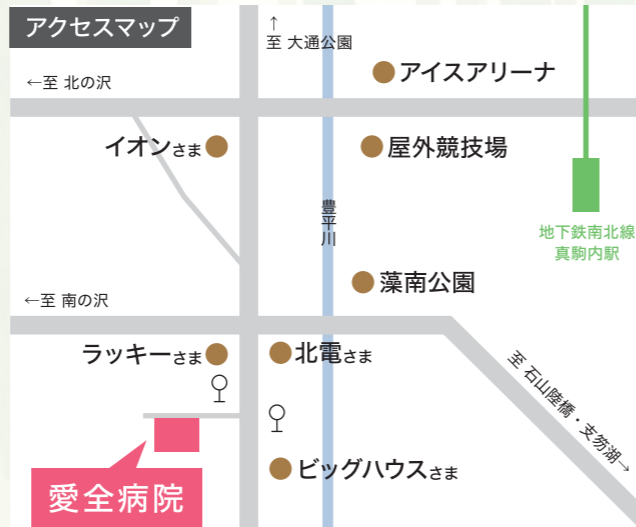 アクセスマップ
↑
至 大通公園
アイスアリーナ
←至 北の沢
イオンさま
屋外競技場
豊平川
地下鉄南北線
真駒内駅
藻南公園
←至 南の沢
ラッキーさま
北電さま
至 石山陸橋・支笏湖→
ビッグハウスさま
愛全病院